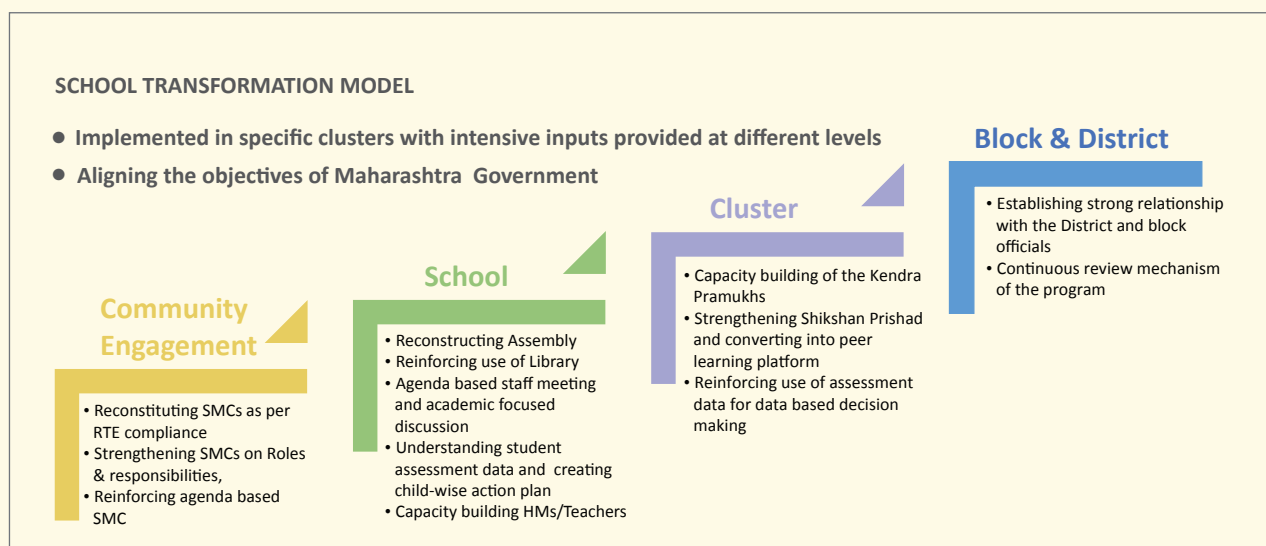 SCHOOL TRANSFORMATION MODEL
• Implemented in specific clusters with intensive inputs provided at different levels
• Aligning the objectives of Maharashtra Government
Community
Engagement
• Reconstituting SMCs as per
RTE compliance
• Strengthening SMCs on Roles
& responsibilities,
• Reinforcing agenda based
SMC
School
• Reconstructing Assembly
• Reinforcing use of Library
• Agenda based staff meeting
and academic focused
discussion
• Understanding student
assessment data and creating
child-wise action plan
• Capacity building HMs/Teachers
Cluster
• Capacity building of the Kendra
Pramukhs
• Strengthening Shikshan Prishad
and converting into peer
learning platform
• Reinforcing use of assessment
data for data based decision
making
Block & District
• Establishing strong relationship
with the District and block
officials
• Continuous review mechanism
of the program